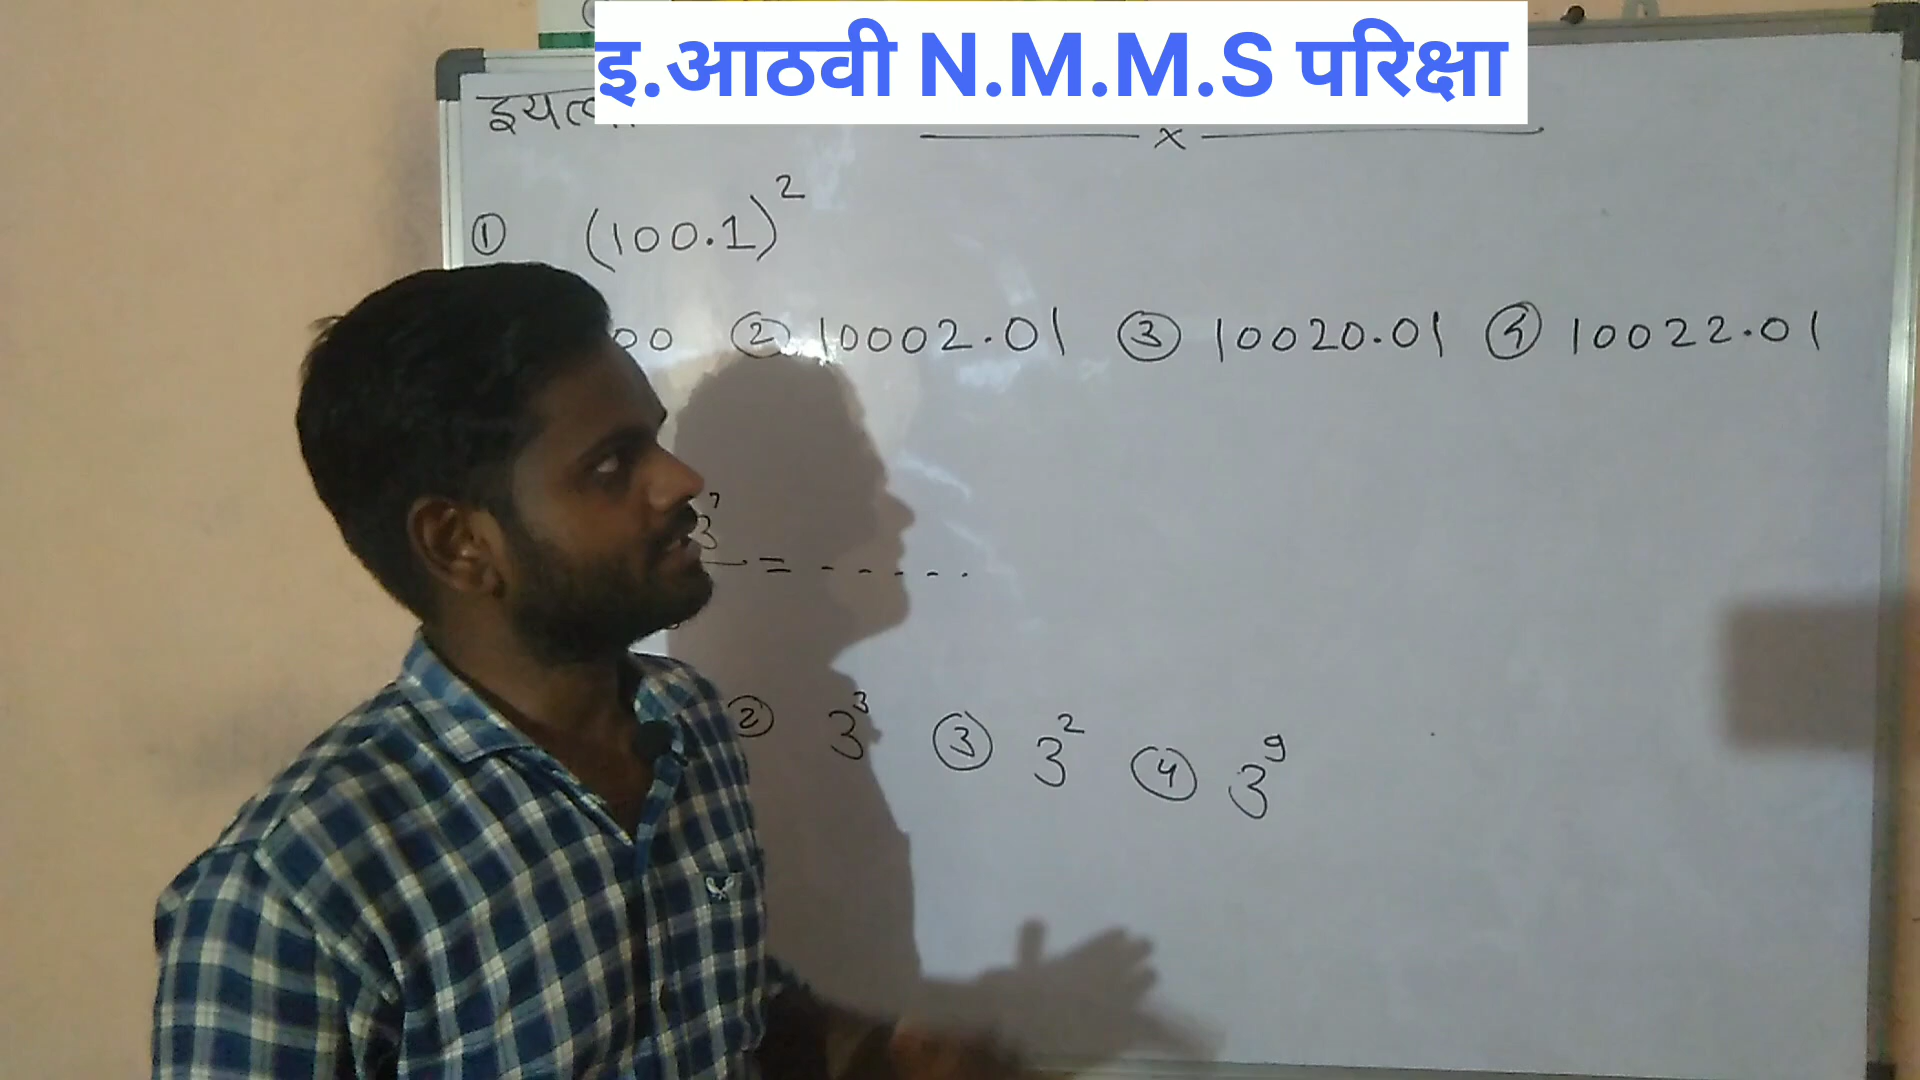 इ.आठवी N.M.M.S परिक्षा
x
① (100.1)²
00 ② 10002.01 ③ 10020.01 ④ 10022.01
3⁷
= - - - - -
② 3³ ③ 3² ④ 3⁹